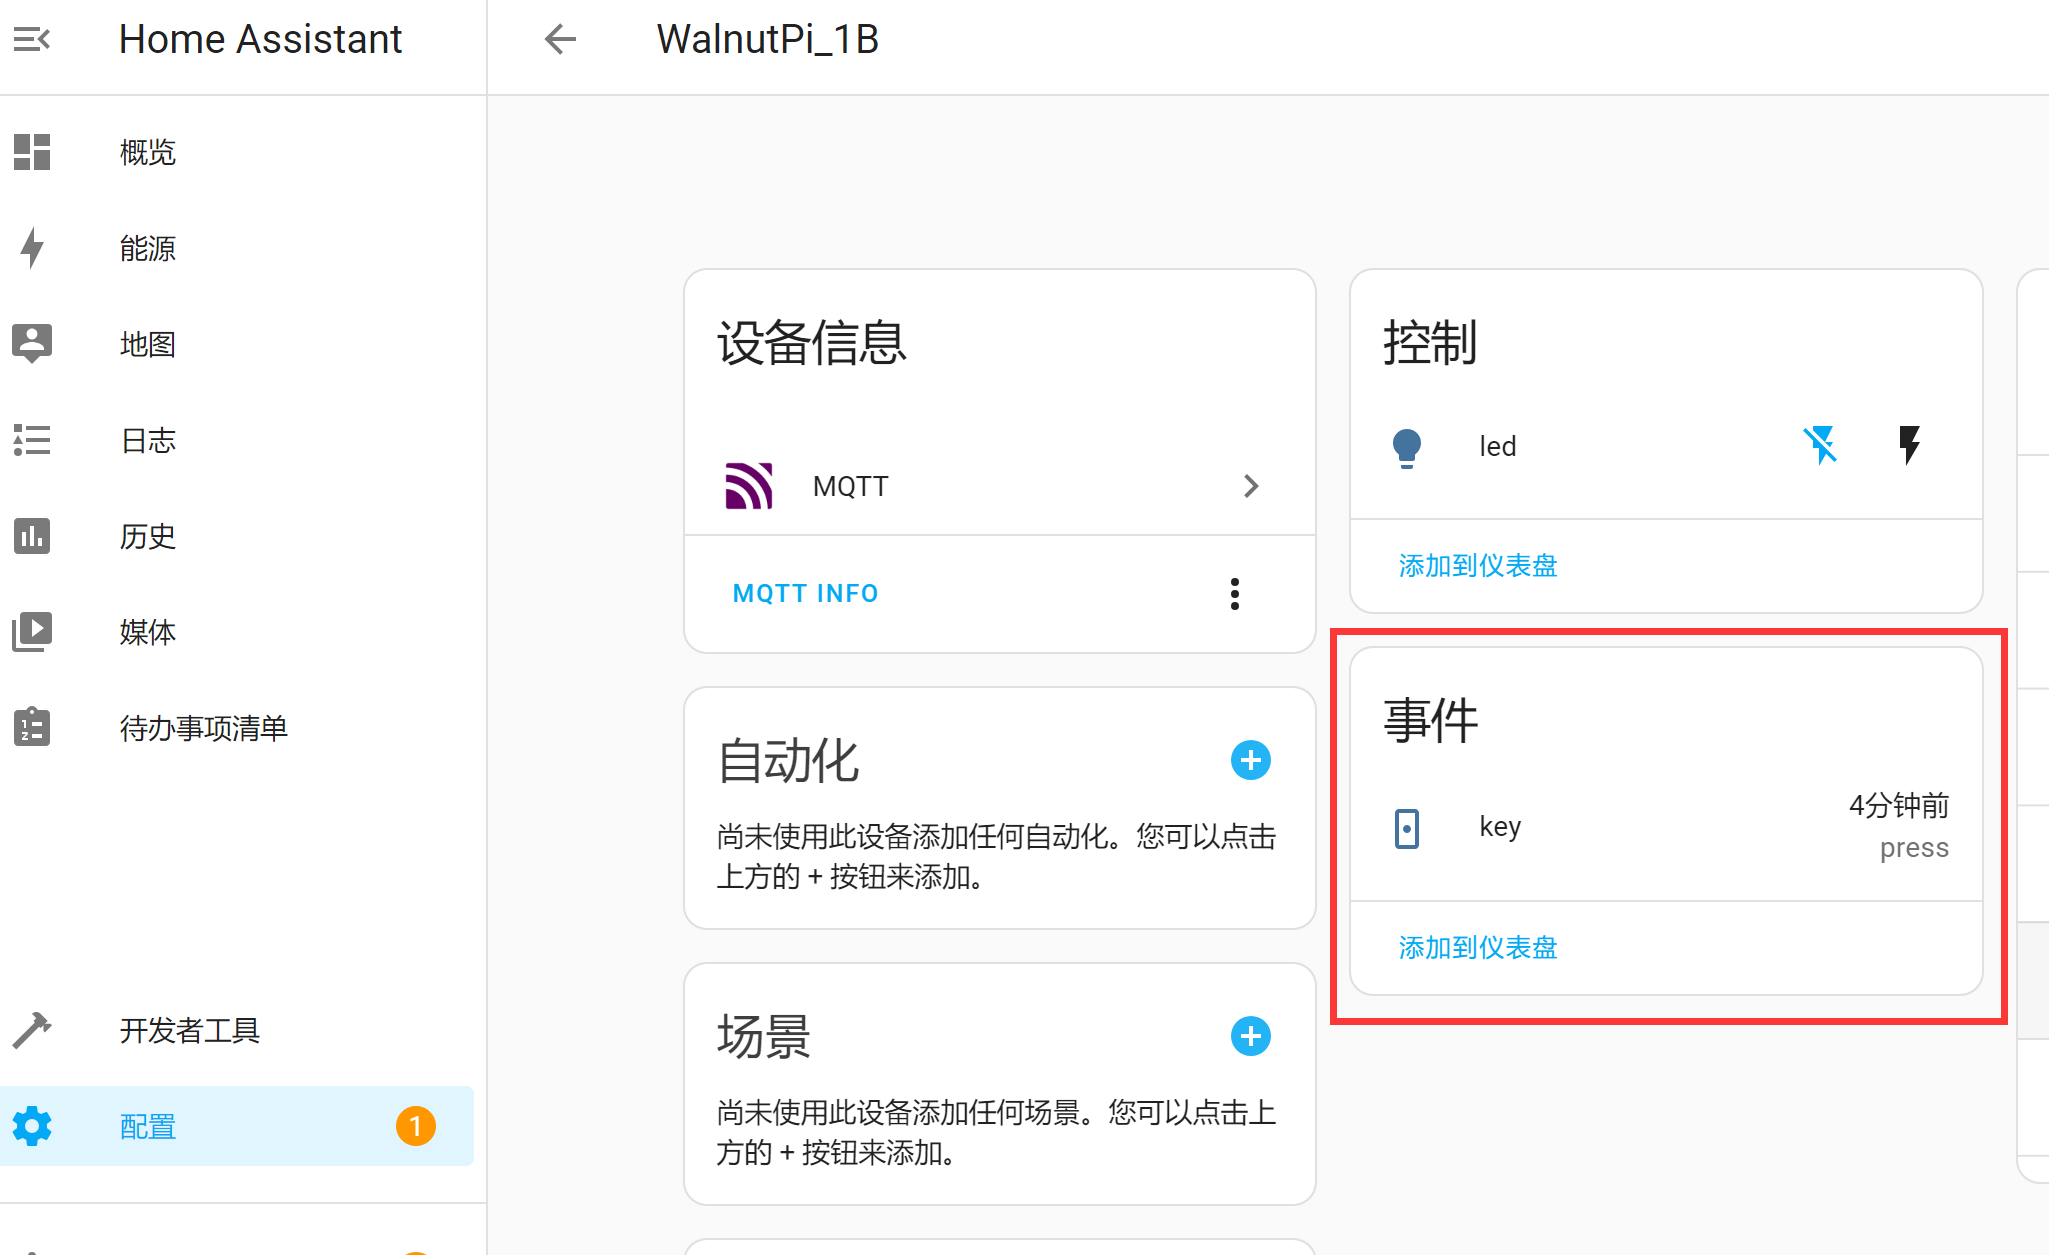 Home Assistant
概览
能源
地图
日志
历史
媒体
待办事项清单
开发者工具
配置
1
WalnutPi_1B
设备信息
MQTT
MQTT INFO
自动化
尚未使用此设备添加任何自动化。您可以点击
上方的 + 按钮来添加。
场景
尚未使用此设备添加任何场景。您可以点击上
方的 + 按钮来添加。
控制
led
添加到仪表盘
事件
key
4分钟前
press
添加到仪表盘